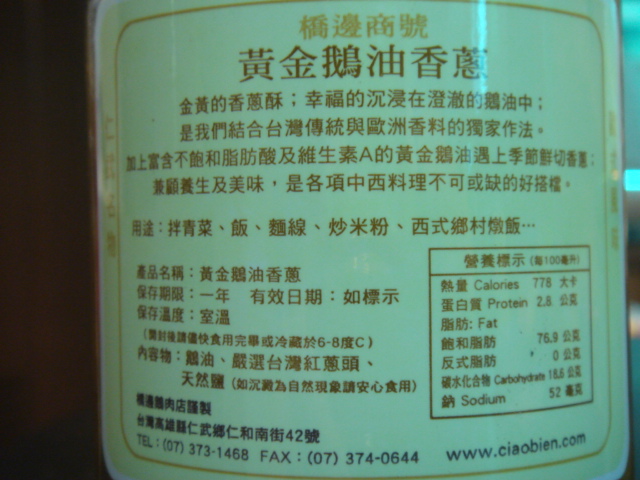 橋邊商號
黃金鵝油香蔥
金黃的香蔥酥；幸福的沉浸在澄澈的鵝油中；
是我們結合台灣傳統與歐洲香料的獨家作法。
加上富含不飽和脂肪酸及維生素A的黃金鵝油遇上季節鮮切香蔥；
兼顧養生及美味，是各項中西料理不可或缺的好搭檔。
用途：拌青菜、飯、麵線、炒米粉、西式鄉村燉飯…
產品名稱：黃金鵝油香蔥
保存期限：一年 有效日期：如標示
保存溫度：室溫
(開封後請儘快食用完畢或冷藏於6-8度C)
內容物：鵝油、嚴選台灣紅蔥頭、
天然鹽 (如沉澱為自然現象請安心食用)
橋邊鵝肉店謹製
台灣高雄縣仁武鄉仁和南街42號
TEL：(07) 373-1468 FAX：(07) 374-0644
營養標示 (每100毫升)
熱量 Calories 778 大卡
蛋白質 Protein 2.8 公克
脂肪: Fat
飽和脂肪 76.9 公克
反式脂肪 0 公克
碳水化合物 Carbohydrate 18.6 公克
鈉 Sodium 52 毫克
www.ciaobien.com